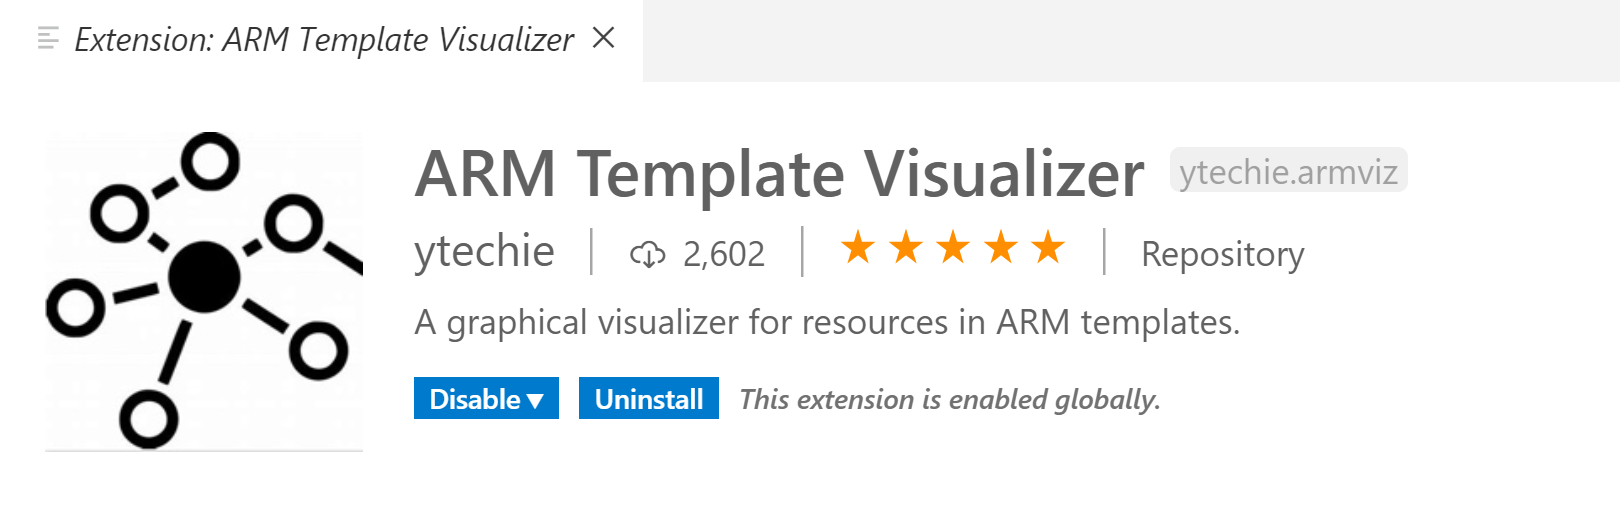 Extension: ARM Template Visualizer
ARM Template Visualizer ytechie.armviz
ytechie | 2,602 | ★★★★★ | Repository
A graphical visualizer for resources in ARM templates.
Disable▼ Uninstall This extension is enabled globally.